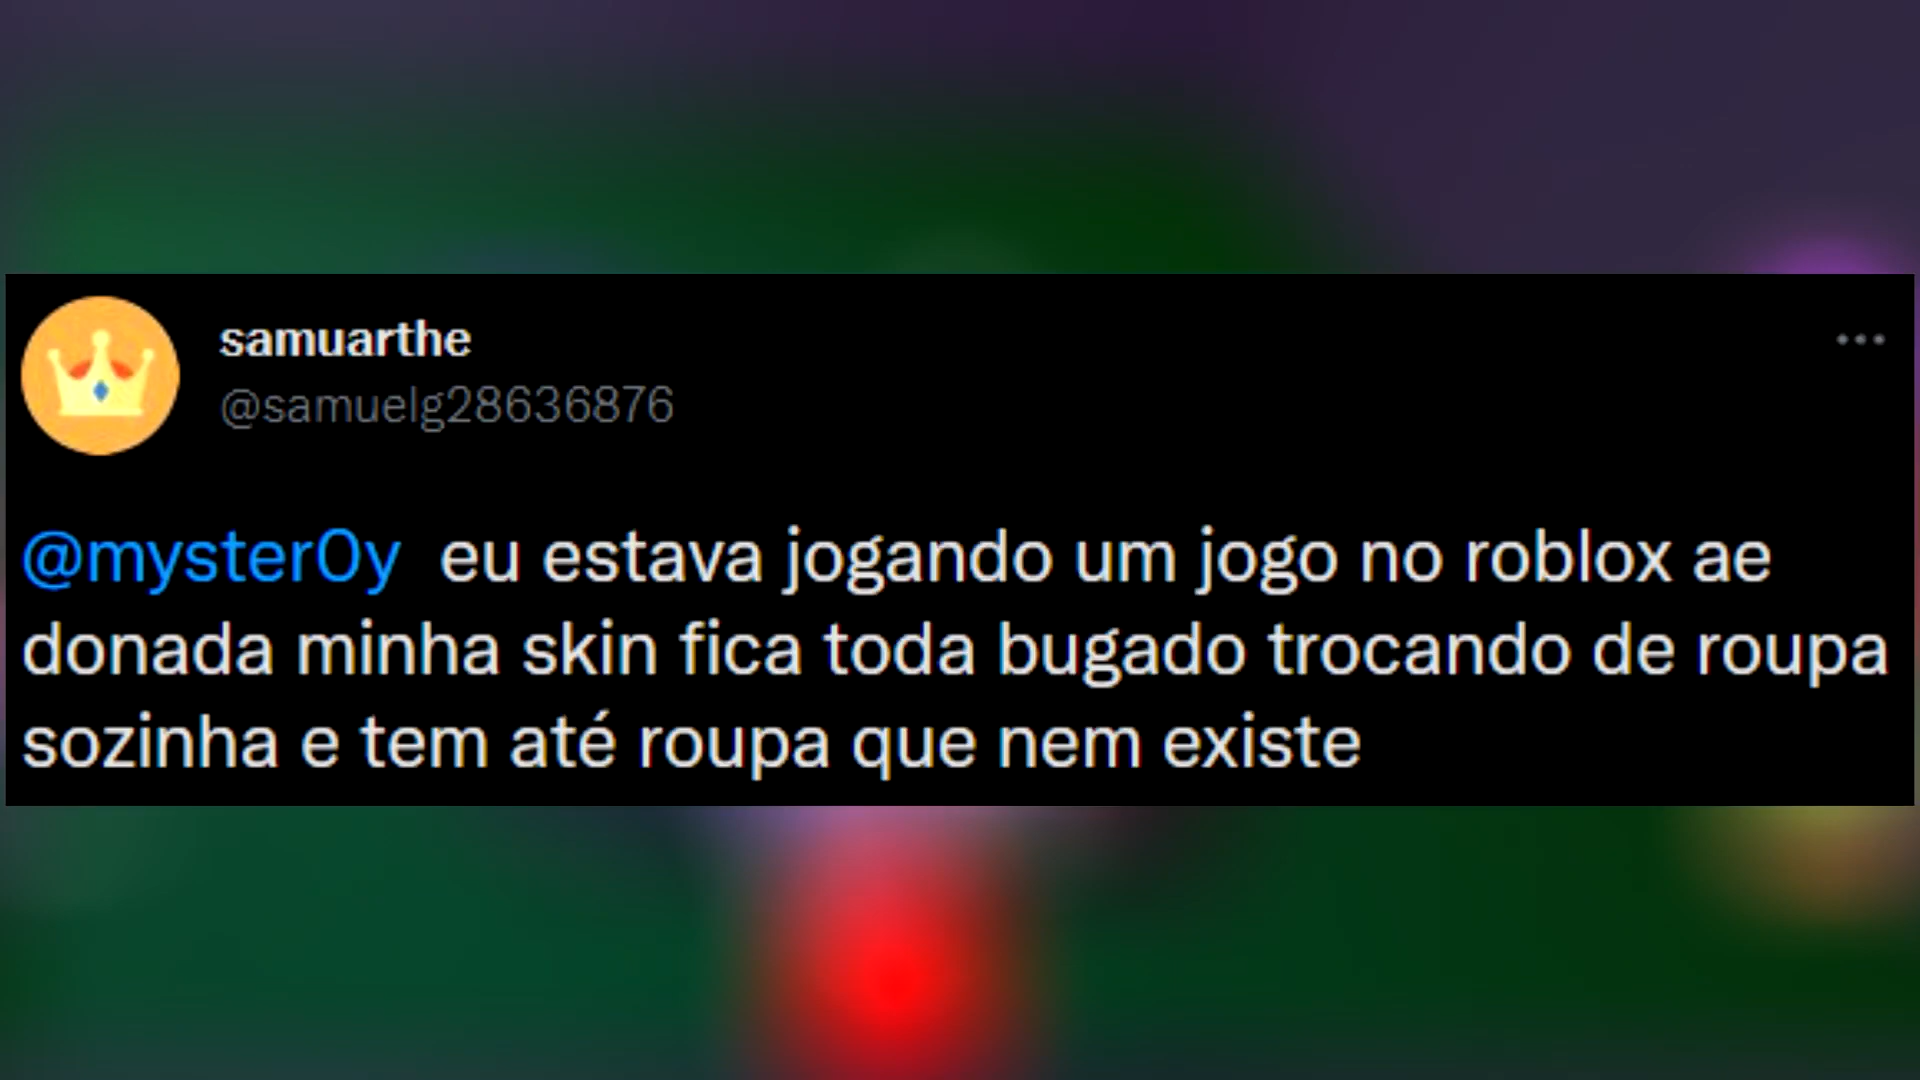 samuarthe
@samuelg28636876
@myster0y eu estava jogando um jogo no roblox ae
donada minha skin fica toda bugado trocando de roupa
sozinha e tem até roupa que nem existe